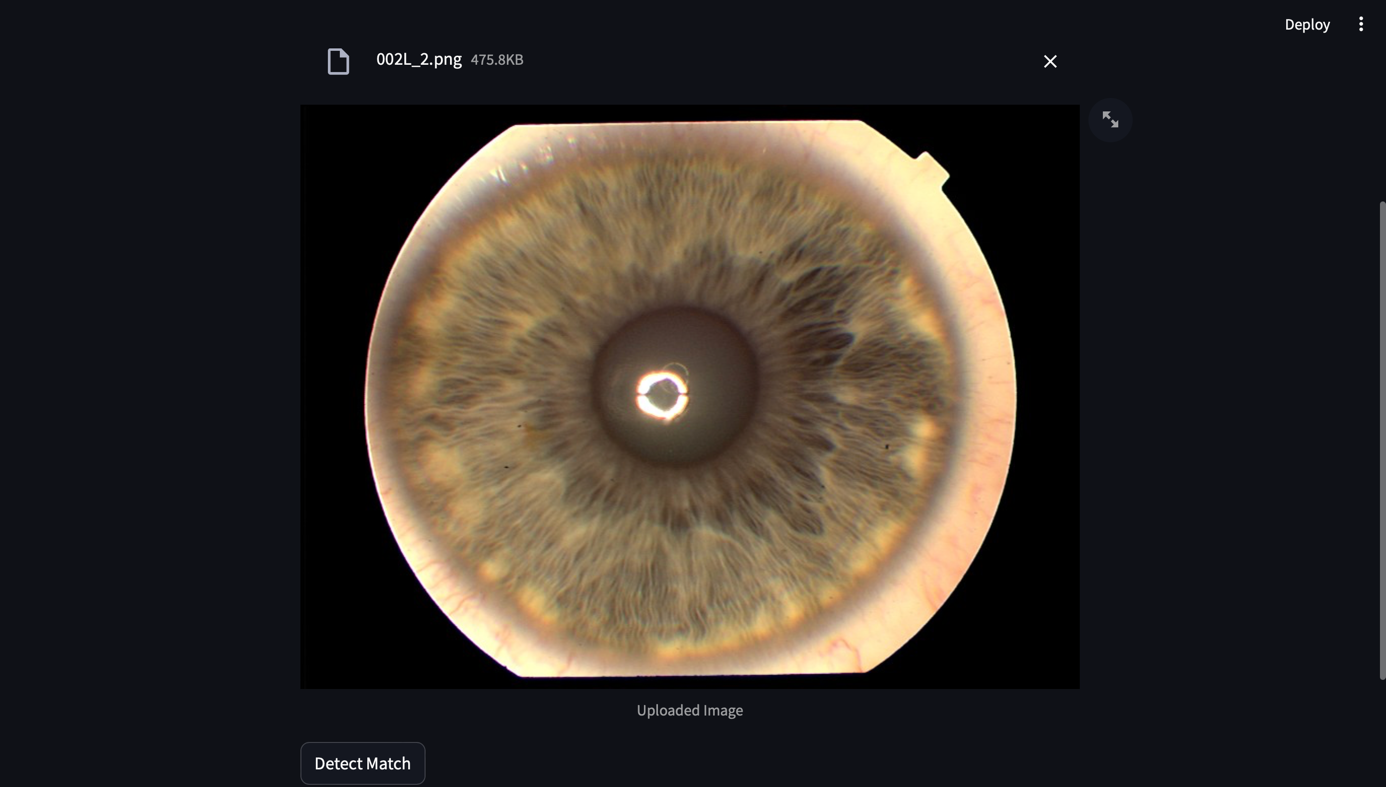 Deploy
002L_2.png 475.8KB
Uploaded Image
Detect Match